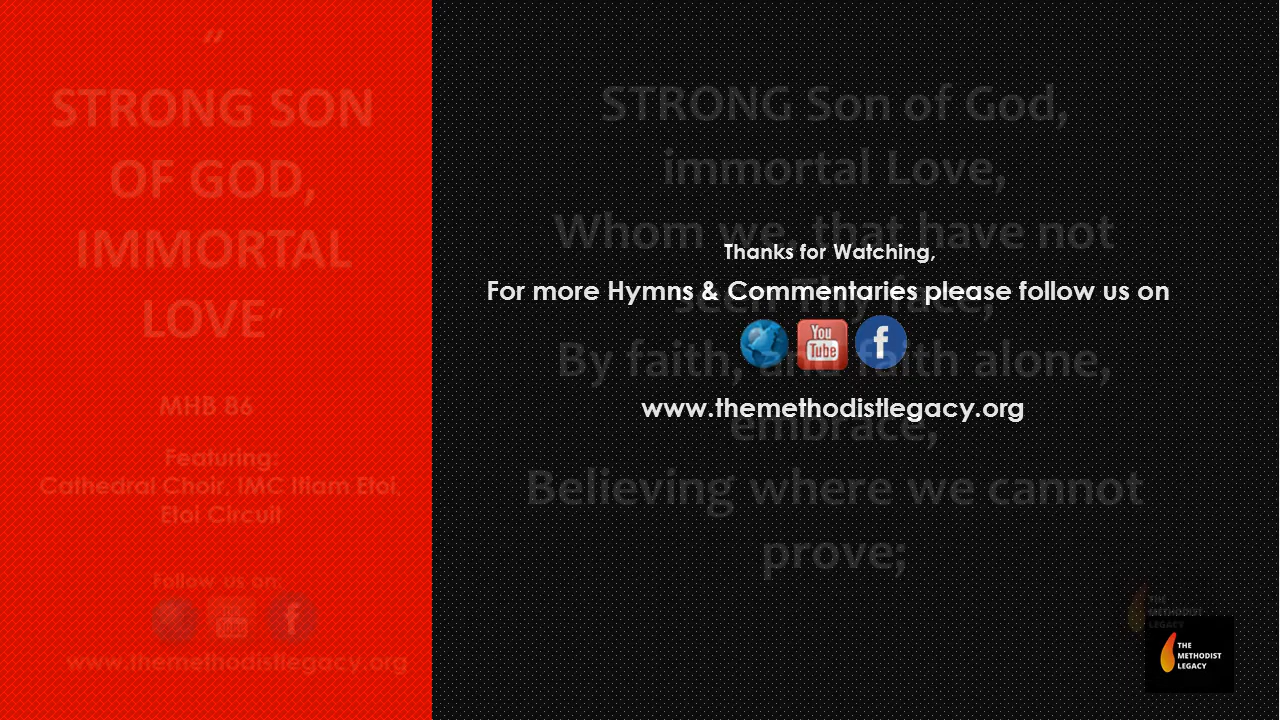 “
STRONG SON
OF GOD,
IMMORTAL
LOVE”
MHB 86
Featuring:
Cathedral Choir, IMC Itiam Etoi,
Etoi Circuit
Follow us on:
You
Tube
f
www.themethodistlegacy.org
STRONG Son of God,
immortal Love,
Whom we, that have not
seen Thy face,
By faith, and faith alone,
embrace,
Believing where we cannot
prove;
Thanks for Watching,
For more Hymns & Commentaries please follow us on
You
Tube
f
www.themethodistlegacy.org
THE
METHODIST
LEGACY
THE
METHODIST
LEGACY